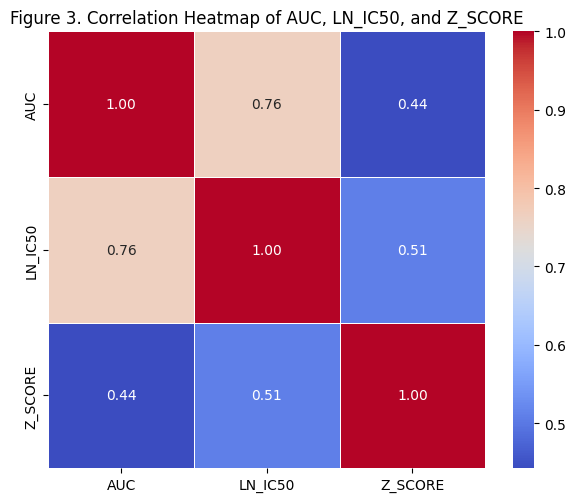 Figure 3. Correlation Heatmap of AUC, LN_IC50, and Z_SCORE
AUC
1.00
0.76
0.44
LN_IC50
0.76
1.00
0.51
Z_SCORE
0.44
0.51
1.00
AUC
LN_IC50
Z_SCORE
1.0
0.9
0.8
0.7
0.6
0.5